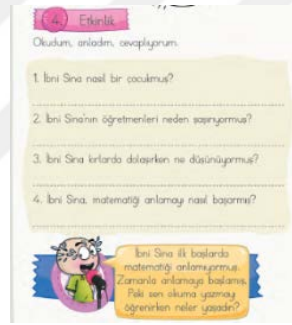 4. Etkinlik
Okudum, anladım, cevaplıyorum.
1. İbni Sina nasıl bir çocukmuş?
2. İbni Sina'nın öğretmenleri neden şaşırıyormuş?
3. İbni Sina kırlarda dolaşırken ne düşünüyormuş?
4. İbni Sina, matematiği anlamayı nasıl başarmış?
İbni Sina ilk başlarda
matematiği anlamıyormuş.
Zamanla anlamaya başlamış.
Peki sen okuma yazmayı
öğrenirken neler yaşadın?